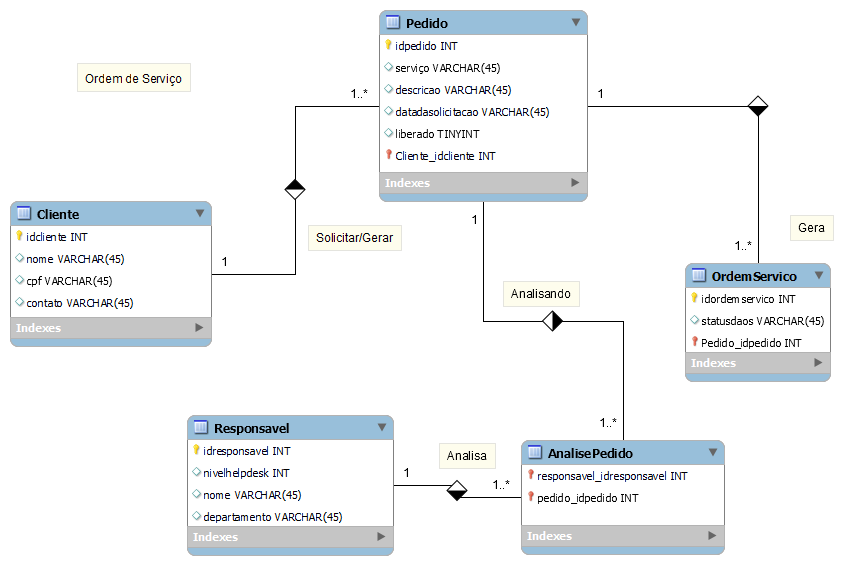 Ordem de Serviço
Pedido
idpedido INT
serviço VARCHAR(45)
descricao VARCHAR(45)
datadasolicitacao VARCHAR(45)
liberado TINYINT
Cliente_idcliente INT
Indexes
1..*
1
Cliente
idcliente INT
nome VARCHAR(45)
cpf VARCHAR(45)
contato VARCHAR(45)
Indexes
1
Solicitar/Gerar
1
Analisando
1..*
Gera
1..*
OrdemServico
idordemservico INT
statusdaos VARCHAR(45)
Pedido_idpedido INT
Indexes
Responsavel
idresponsavel INT
nivelhelpdesk INT
nome VARCHAR(45)
departamento VARCHAR(45)
Indexes
Analisa
1
1..*
AnalisePedido
responsavel_idresponsavel INT
pedido_idpedido INT
Indexes